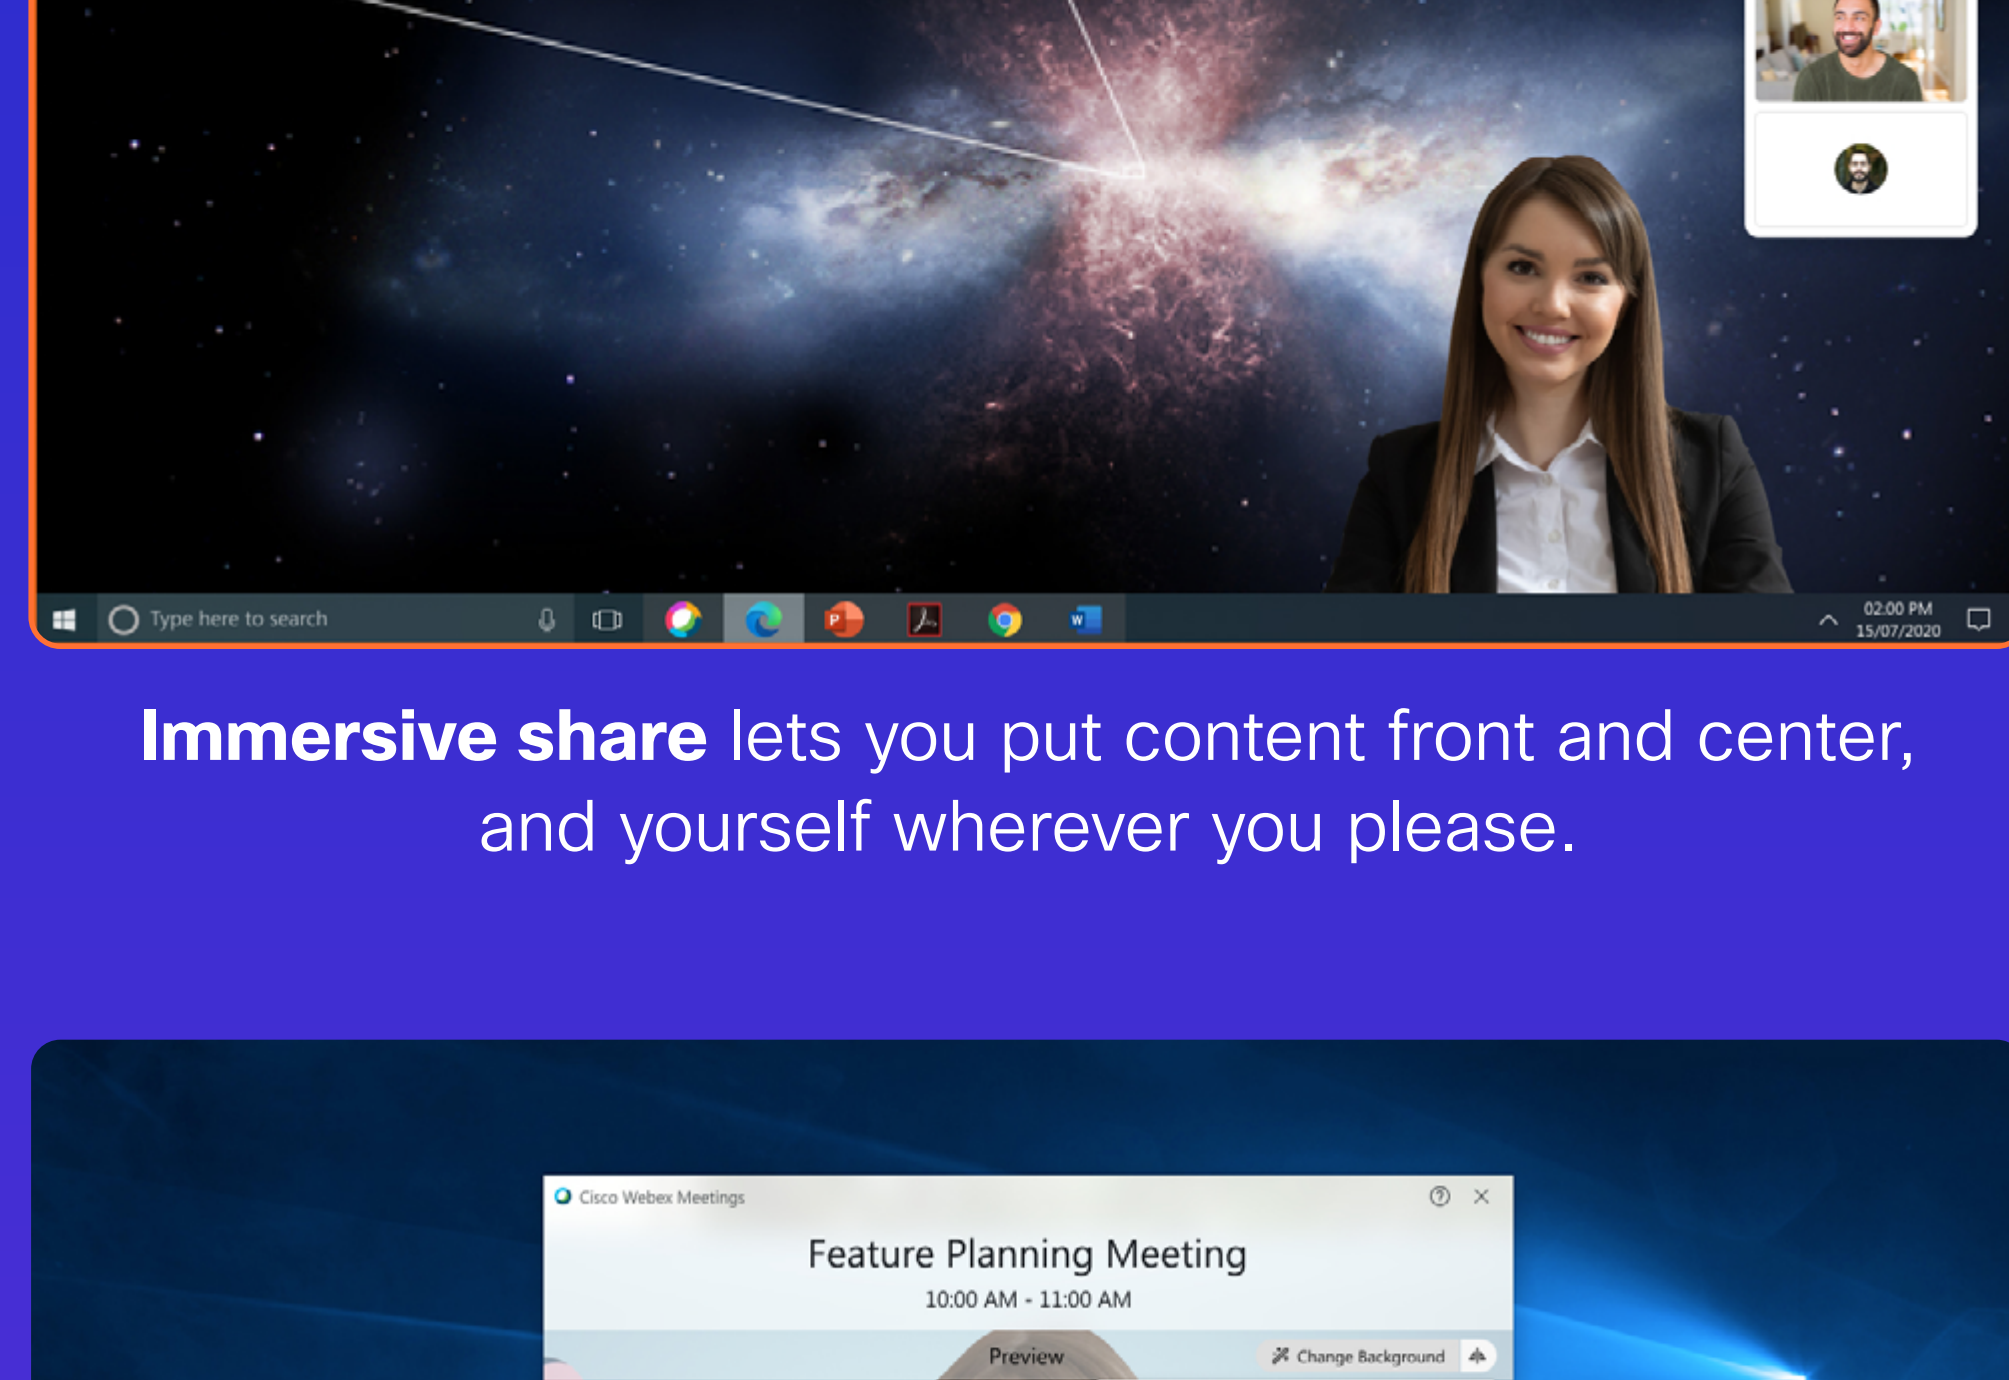 Type here to search
P
W
02:00 PM
15/07/2020
Immersive share lets you put content front and center,
and yourself wherever you please.
Cisco Webex Meetings
Feature Planning Meeting
10:00 AM - 11:00 AM
Preview
Change Background